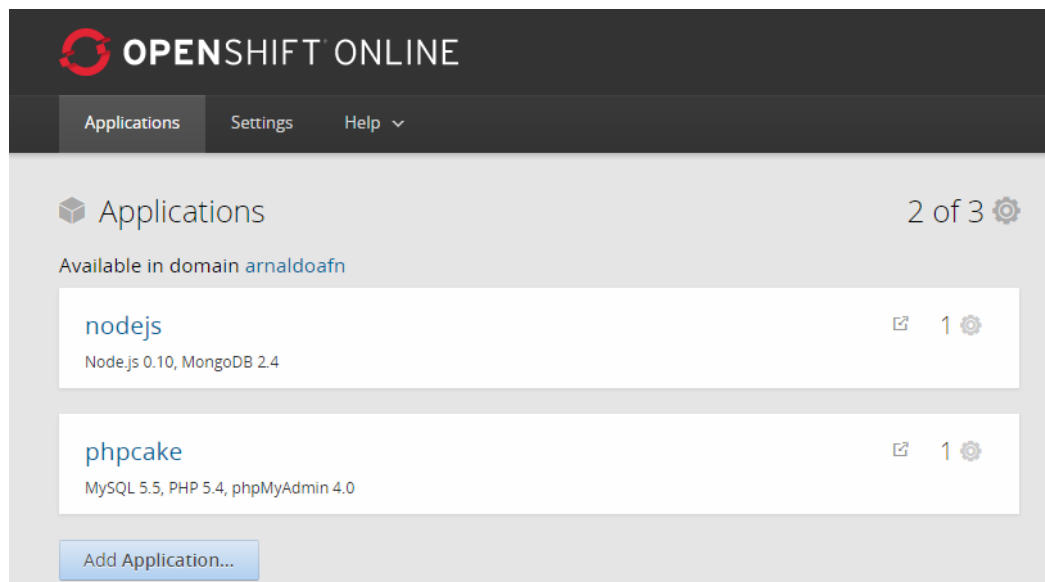 OPENSHIFT ONLINE
Applications Settings Help
Applications 2 of 3
Available in domain arnaldoafn
nodejs 1
Node.js 0.10, MongoDB 2.4
phpcake 1
MySQL 5.5, PHP 5.4, phpMyAdmin 4.0
Add Application...